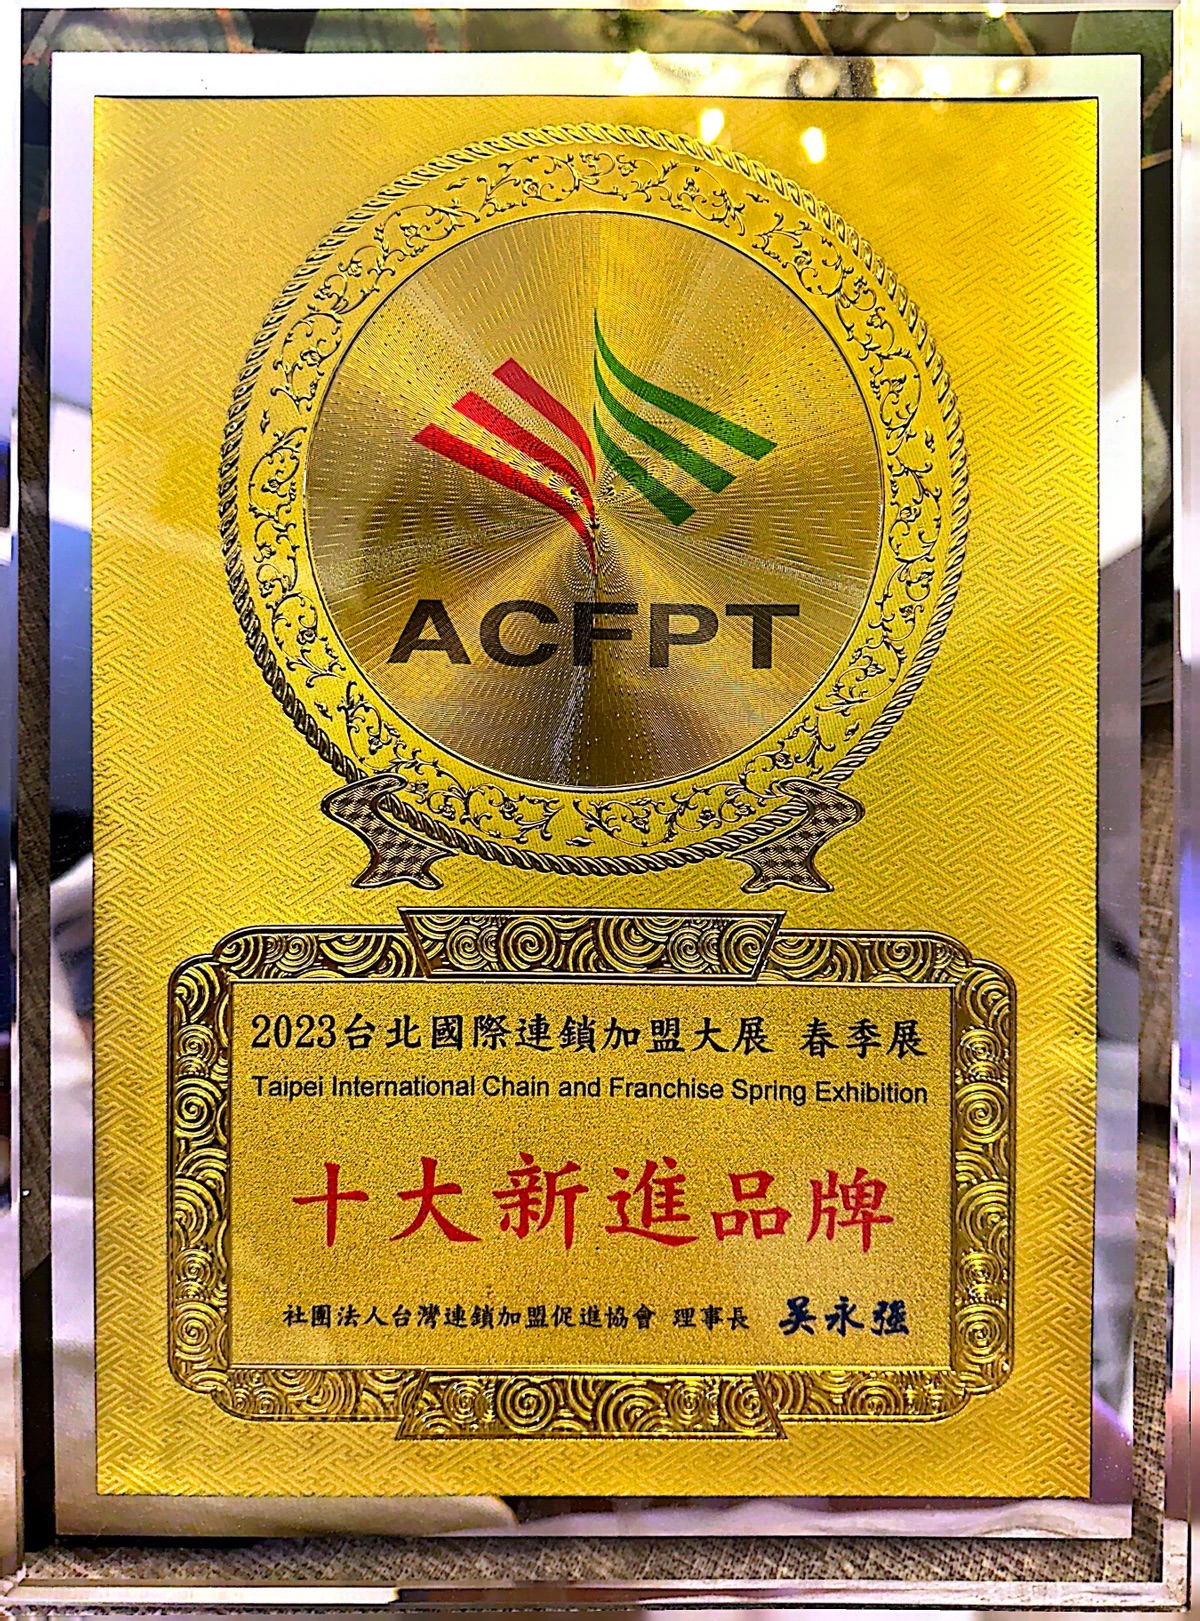 ACFPT
2023台北國際連鎖加盟大展 春季展
Taipei International Chain and Franchise Spring Exhibition
十大新進品牌
社團法人台灣連鎖加盟促進協會 理事長 吳永强